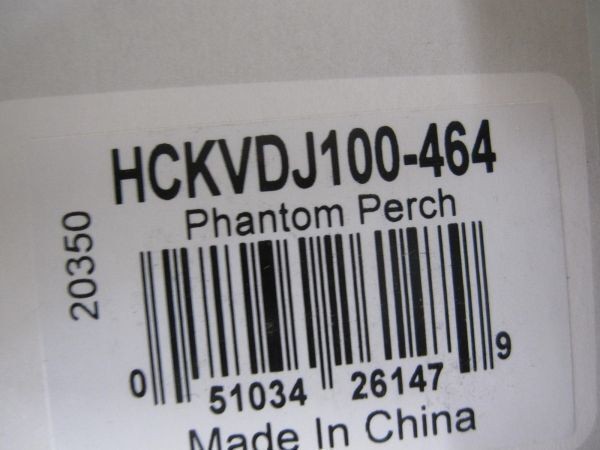 HCKVDJ100-464
Phantom Perch
20350
0 51034 26147 9
Made In China